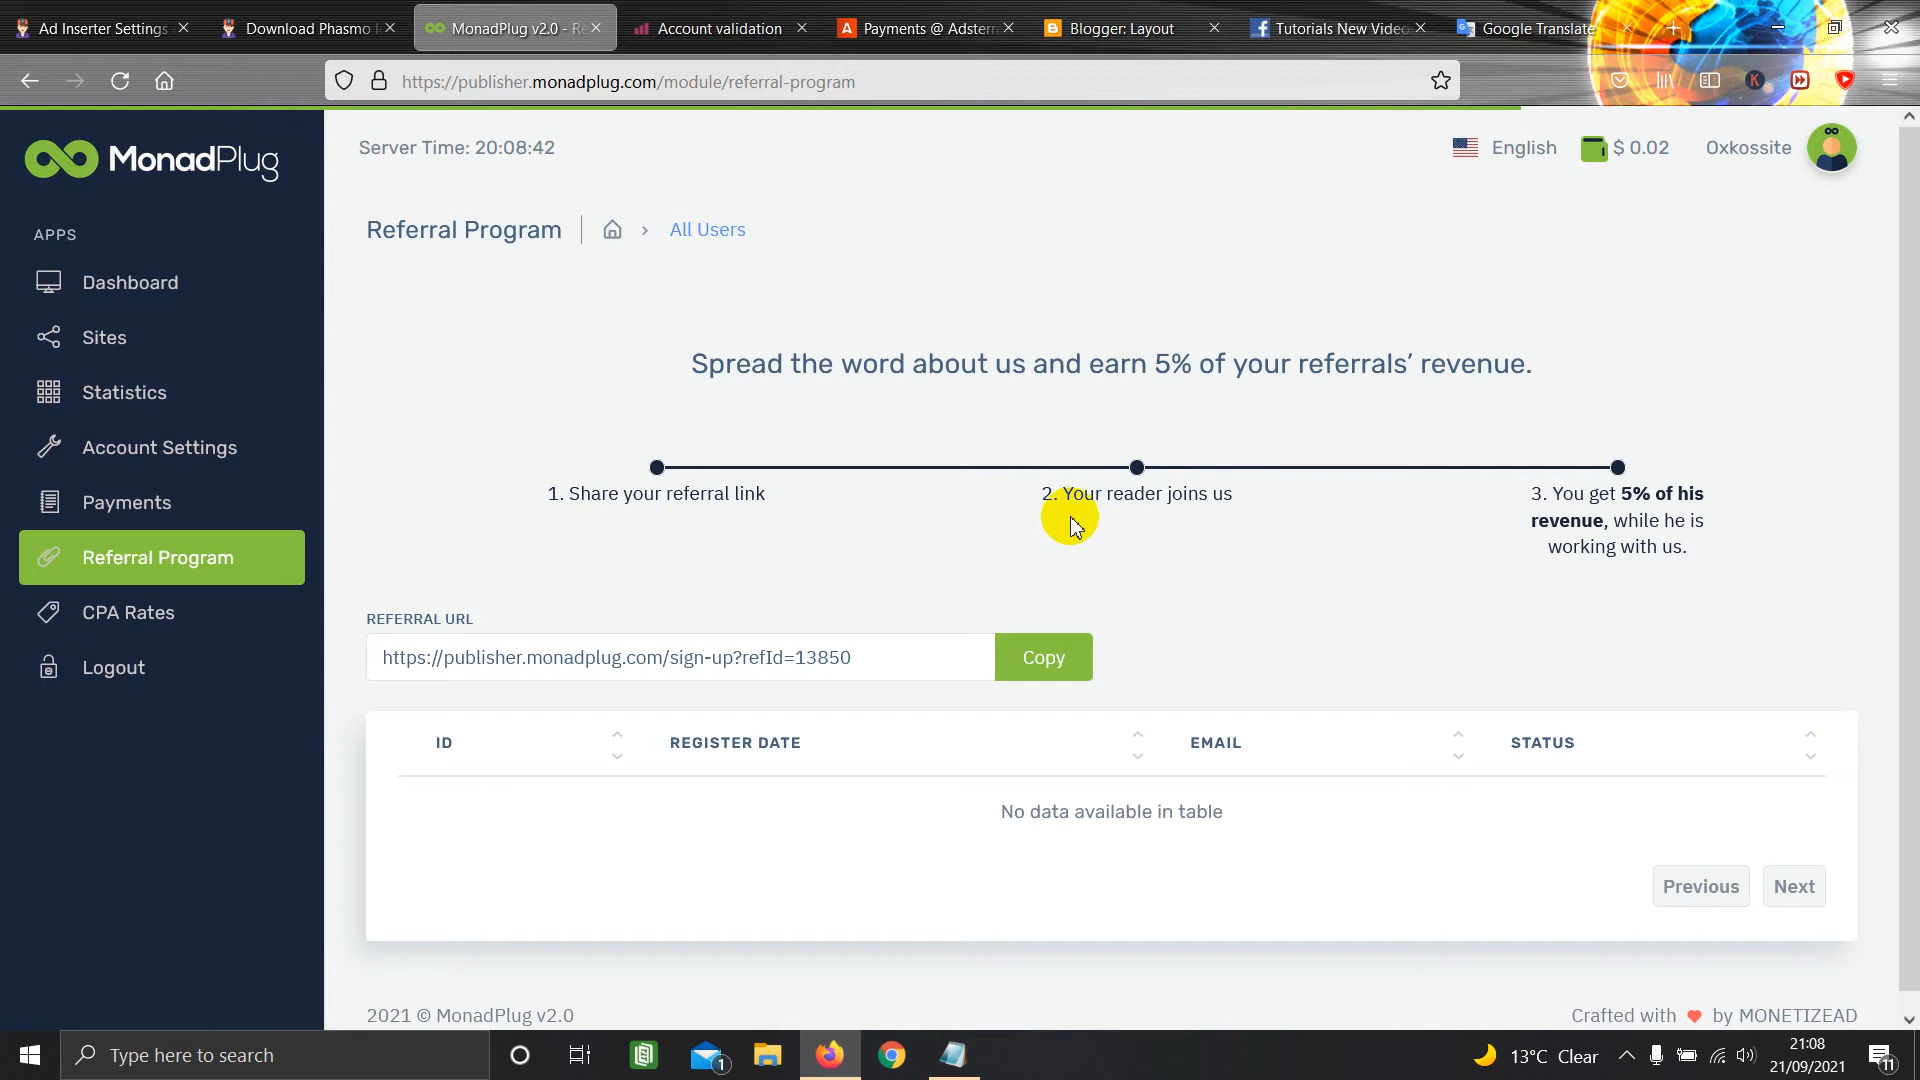 Ad Inserter Settings
Download Phasmo
MonadPlug v2.0 - Re
Account validation
Payments @ Adsterr
Blogger: Layout
Tutorials New Video
Google Translate
https://publisher.monadplug.com/module/referral-program
MonadPlug
Server Time: 20:08:42
English
$ 0.02
Oxkossite
APPS
Dashboard
Sites
Statistics
Account Settings
Payments
Referral Program
CPA Rates
Logout
Referral Program
All Users
Spread the word about us and earn 5% of your referrals’ revenue.
1. Share your referral link
2. Your reader joins us
3. You get 5% of his
revenue, while he is
working with us.
REFERRAL URL
https://publisher.monadplug.com/sign-up?refId=13850
Copy
ID
REGISTER DATE
EMAIL
STATUS
No data available in table
Previous
Next
2021 © MonadPlug v2.0
Crafted with
by MONETIZEAD
Type here to search
1
13°C Clear
21:08
21/09/2021
11